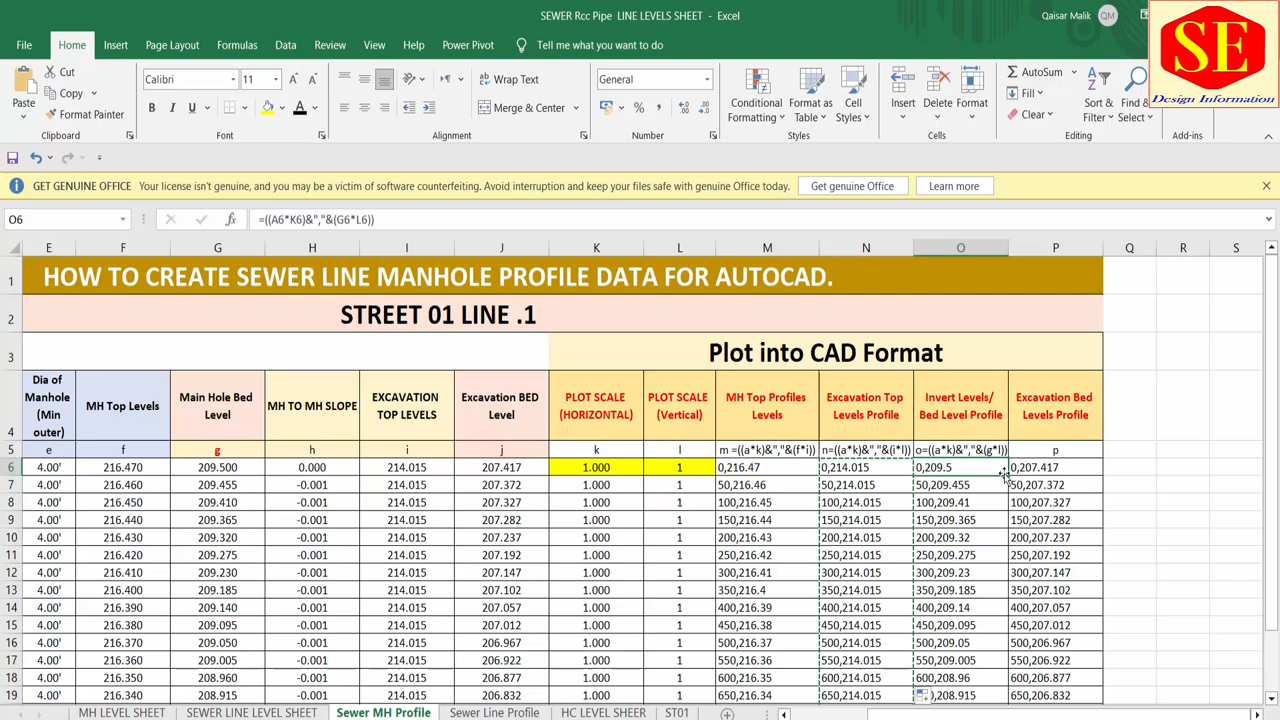 SEWER Rcc Pipe LINE LEVELS SHEET - Excel
Qaisar Malik QM
SE
Design Information
File Home Insert Page Layout Formulas Data Review View Help Power Pivot Tell me what you want to do
Paste Cut Copy Format Painter
Clipboard
Calibri 11
B I U A
Font
Wrap Text
Merge & Center
Alignment
General
%
Number
Conditional Formatting Format as Table Cell Styles
Styles
Insert Delete Format
Cells
AutoSum
Fill
Clear
Sort & Filter Find & Select
Editing
Add-ins
GET GENUINE OFFICE Your license isn't genuine, and you may be a victim of software counterfeiting. Avoid interruption and keep your files safe with genuine Office today. Get genuine Office Learn more
O6 fx =((A6*K6)&","&(G6*L6))
E F G H I J K L M N O P Q R S
1 HOW TO CREATE SEWER LINE MANHOLE PROFILE DATA FOR AUTOCAD.
2 STREET 01 LINE .1
3 Plot into CAD Format
4 Dia of Manhole (Min outer) MH Top Levels Main Hole Bed Level MH TO MH SLOPE EXCAVATION TOP LEVELS Excavation BED Level PLOT SCALE (HORIZONTAL) PLOT SCALE (Vertical) MH Top Profiles Levels Excavation Top Levels Profile Invert Levels/ Bed Level Profile Excavation Bed Levels Profile
5 e f g h i j k l m =((a*k)&","&(f*i)) n=((a*k)&","&(i*l)) o=((a*k)&","&(g*l)) p
6 4.00' 216.470 209.500 0.000 214.015 207.417 1.000 1 0,216.47 0,214.015 0,209.5 0,207.417
7 4.00' 216.460 209.455 -0.001 214.015 207.372 1.000 1 50,216.46 50,214.015 50,209.455 50,207.372
8 4.00' 216.450 209.410 -0.001 214.015 207.327 1.000 1 100,216.45 100,214.015 100,209.41 100,207.327
9 4.00' 216.440 209.365 -0.001 214.015 207.282 1.000 1 150,216.44 150,214.015 150,209.365 150,207.282
10 4.00' 216.430 209.320 -0.001 214.015 207.237 1.000 1 200,216.43 200,214.015 200,209.32 200,207.237
11 4.00' 216.420 209.275 -0.001 214.015 207.192 1.000 1 250,216.42 250,214.015 250,209.275 250,207.192
12 4.00' 216.410 209.230 -0.001 214.015 207.147 1.000 1 300,216.41 300,214.015 300,209.23 300,207.147
13 4.00' 216.400 209.185 -0.001 214.015 207.102 1.000 1 350,216.4 350,214.015 350,209.185 350,207.102
14 4.00' 216.390 209.140 -0.001 214.015 207.057 1.000 1 400,216.39 400,214.015 400,209.14 400,207.057
15 4.00' 216.380 209.095 -0.001 214.015 207.012 1.000 1 450,216.38 450,214.015 450,209.095 450,207.012
16 4.00' 216.370 209.050 -0.001 214.015 206.967 1.000 1 500,216.37 500,214.015 500,209.05 500,206.967
17 4.00' 216.360 209.005 -0.001 214.015 206.922 1.000 1 550,216.36 550,214.015 550,209.005 550,206.922
18 4.00' 216.350 208.960 -0.001 214.015 206.877 1.000 1 600,216.35 600,214.015 600,208.96 600,206.877
19 4.00' 216.340 208.915 -0.001 214.015 206.832 1.000 1 650,216.34 650,214.015 ,208.915 650,206.832
MH LEVEL SHEET SEWER LINE LEVEL SHEET Sewer MH Profile Sewer Line Profile HC LEVEL SHEER ST01